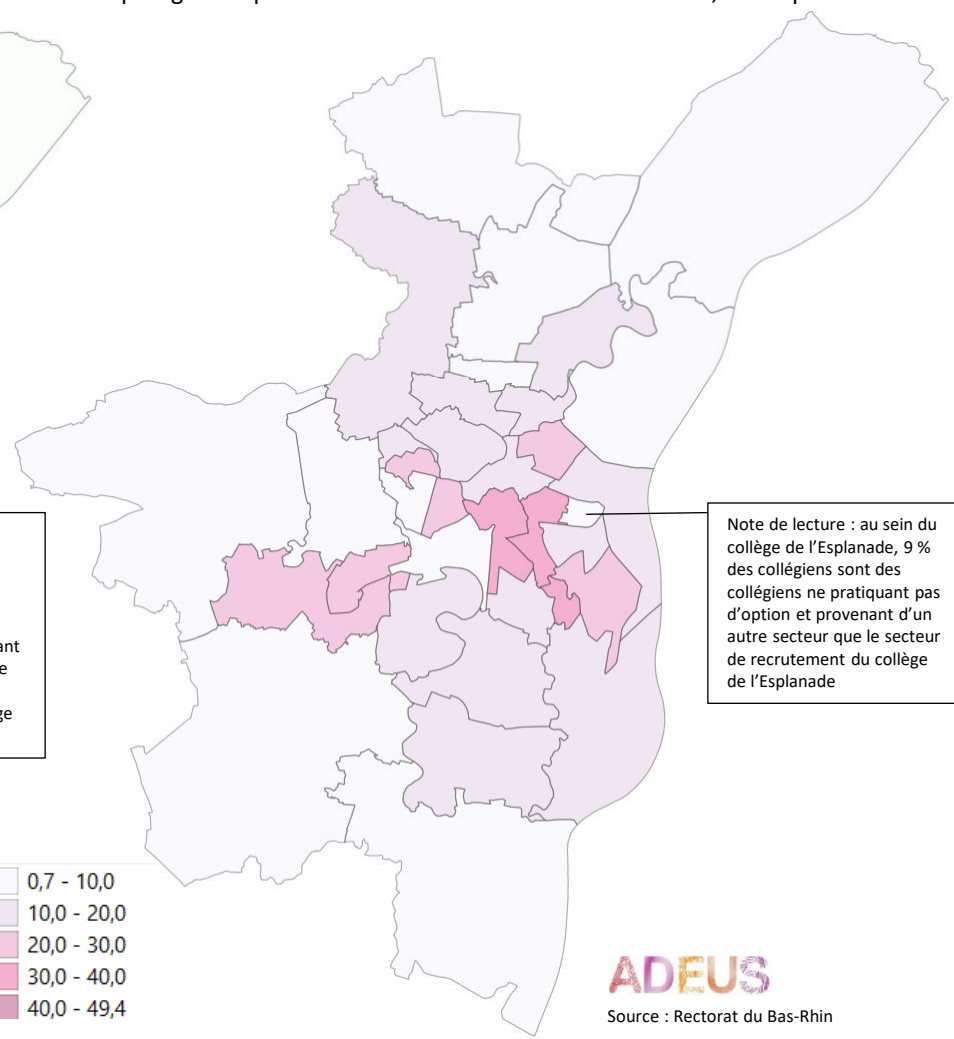 Note de lecture : au sein du
collège de l’Esplanade, 9 %
des collégiens sont des
collégiens ne pratiquant pas
d’option et provenant d’un
autre secteur que le secteur
de recrutement du collège
de l’Esplanade
0,7 - 10,0
10,0 - 20,0
20,0 - 30,0
30,0 - 40,0
40,0 - 49,4
ADEUS
Source : Rectorat du Bas-Rhin